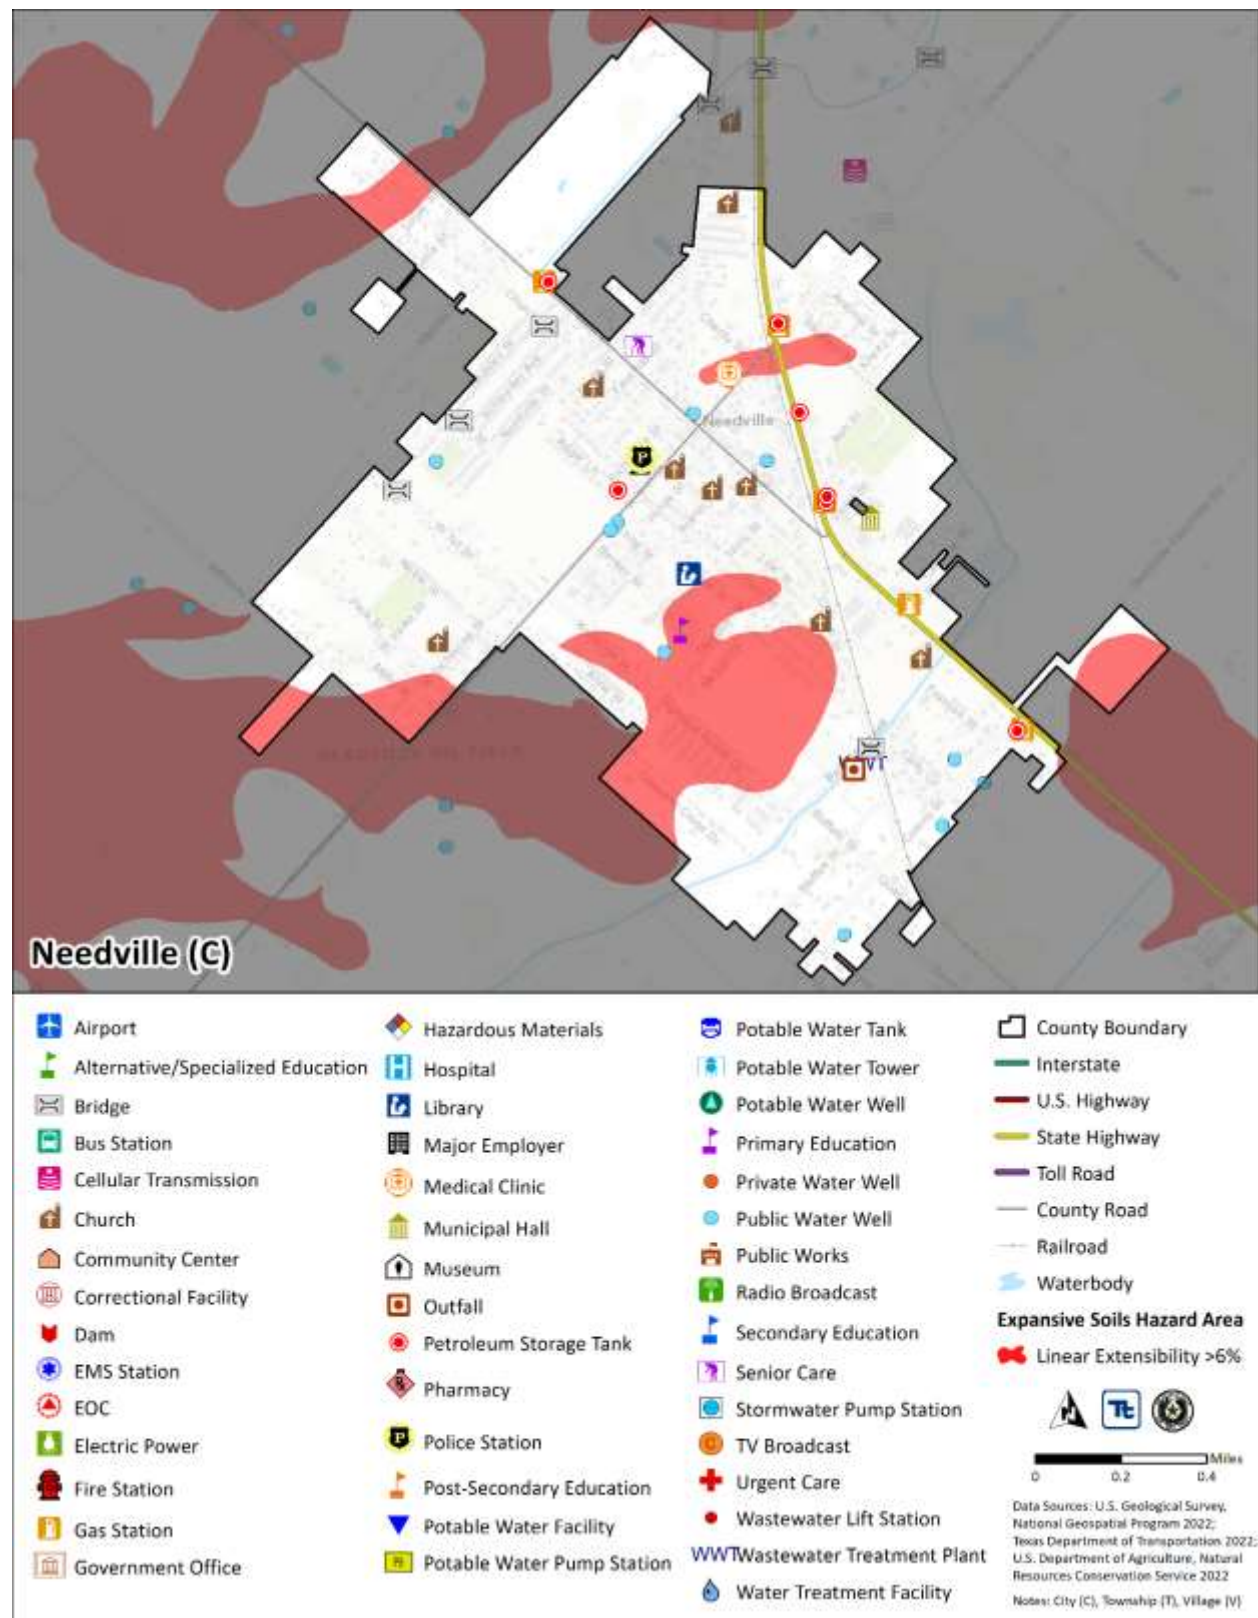 Needville
WWT
Needville (C)
Airport
Alternative/Specialized Education
Bridge
Bus Station
Cellular Transmission
Church
Community Center
Correctional Facility
Dam
EMS Station
EOC
Electric Power
Fire Station
Gas Station
Government Office
Hazardous Materials
Hospital
Library
Major Employer
Medical Clinic
Municipal Hall
Museum
Outfall
Petroleum Storage Tank
Pharmacy
Police Station
Post-Secondary Education
Potable Water Facility
Potable Water Pump Station
Potable Water Tank
Potable Water Tower
Potable Water Well
Primary Education
Private Water Well
Public Water Well
Public Works
Radio Broadcast
Secondary Education
Senior Care
Stormwater Pump Station
TV Broadcast
Urgent Care
Wastewater Lift Station
WWT Wastewater Treatment Plant
Water Treatment Facility
County Boundary
Interstate
U.S. Highway
State Highway
Toll Road
County Road
Railroad
Waterbody
Expansive Soils Hazard Area
Linear Extensibility >6%
Tt
Miles
0 0.2 0.4
Data Sources: U.S. Geological Survey,
National Geospatial Program 2022;
Texas Department of Transportation 2022;
U.S. Department of Agriculture, Natural
Resources Conservation Service 2022
Notes: City (C), Township (T), Village (V)